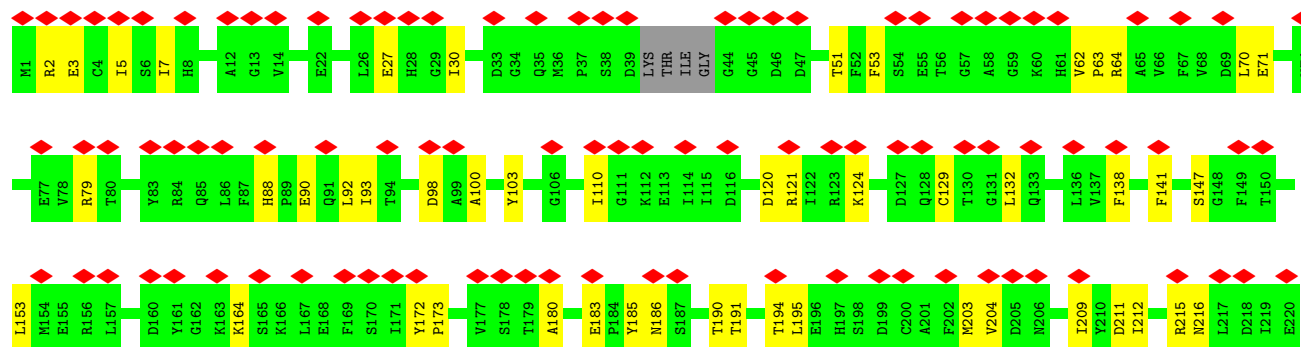 M1 R2 E3 C4 I5 S6 I7 H8 A12 G13 V14 E22 L26 E27 H28 G29 I30 D33 G34 Q35 M36 P37 S38 D39 LYS THR ILE GLY G44 G45 D46 D47 T51 F52 F53 S54 E55 T56 G57 A58 G59 K60 H61 V62 P63 R64 A65 V66 F67 V68 D69 L70 E71
E77 V78 R79 T80 Y83 R84 Q85 L86 F87 H88 P89 E90 Q91 L92 I93 T94 D98 A99 A100 Y103 G106 I110 G111 K112 E113 I114 I115 D116 D120 R121 I122 R123 K124 D127 Q128 C129 T130 G131 L132 Q133 L136 V137 F138 F141 S147 G148 F149 T150
L153 M154 E155 R156 L157 D160 Y161 G162 K163 K164 S165 K166 L167 E168 F169 S170 I171 Y172 P173 V177 S178 T179 A180 E183 P184 Y185 N186 S187 T190 T191 T194 L195 E196 H197 S198 D199 C200 A201 F202 M203 V204 D205 N206 I209 Y210 D211 I212 R215 N216 L217 D218 I219 E220